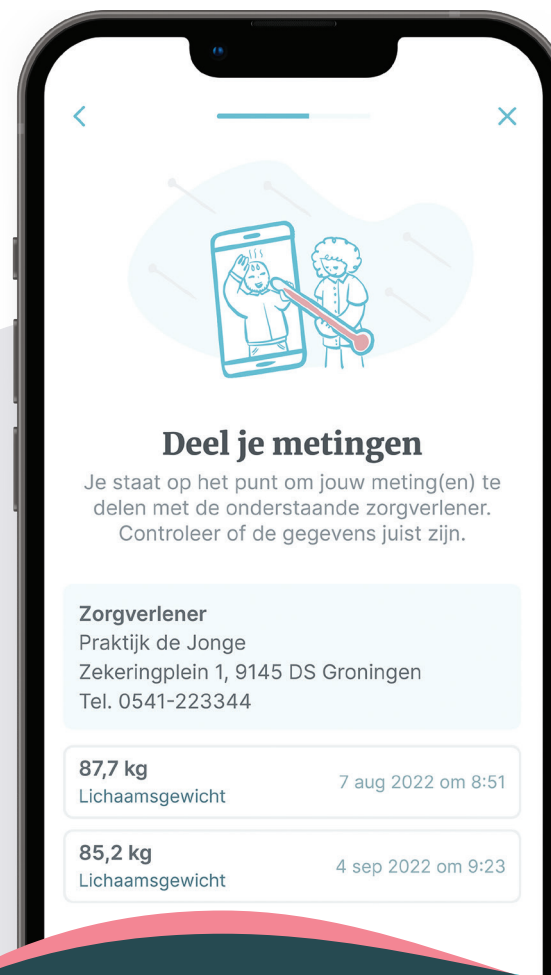 Deel je metingen
Je staat op het punt om jouw meting(en) te
delen met de onderstaande zorgverlener.
Controleer of de gegevens juist zijn.
Zorgverlener
Praktijk de Jonge
Zekeringplein 1, 9145 DS Groningen
Tel. 0541-223344
87,7 kg
Lichaamsgewicht
7 aug 2022 om 8:51
85,2 kg
Lichaamsgewicht
4 sep 2022 om 9:23